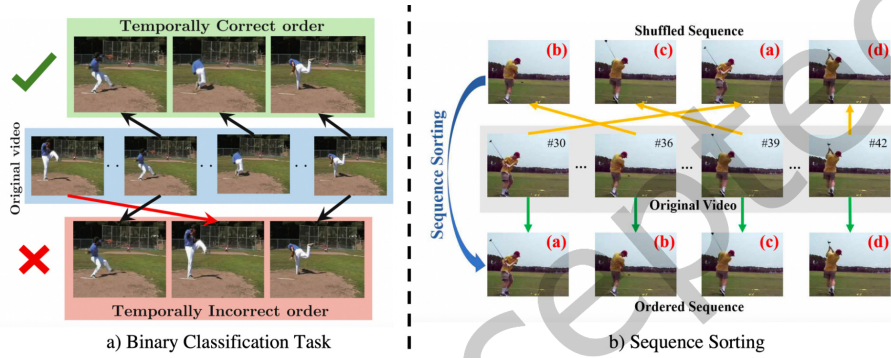 Temporally Correct order
Original video
Temporally Incorrect order
a) Binary Classification Task
Shuffled Sequence
(b)
(c)
(a)
(d)
Sequence Sorting
#30
...
#36
...
#39
...
#42
Original Video
(a)
(b)
(c)
(d)
Ordered Sequence
b) Sequence Sorting
cepted